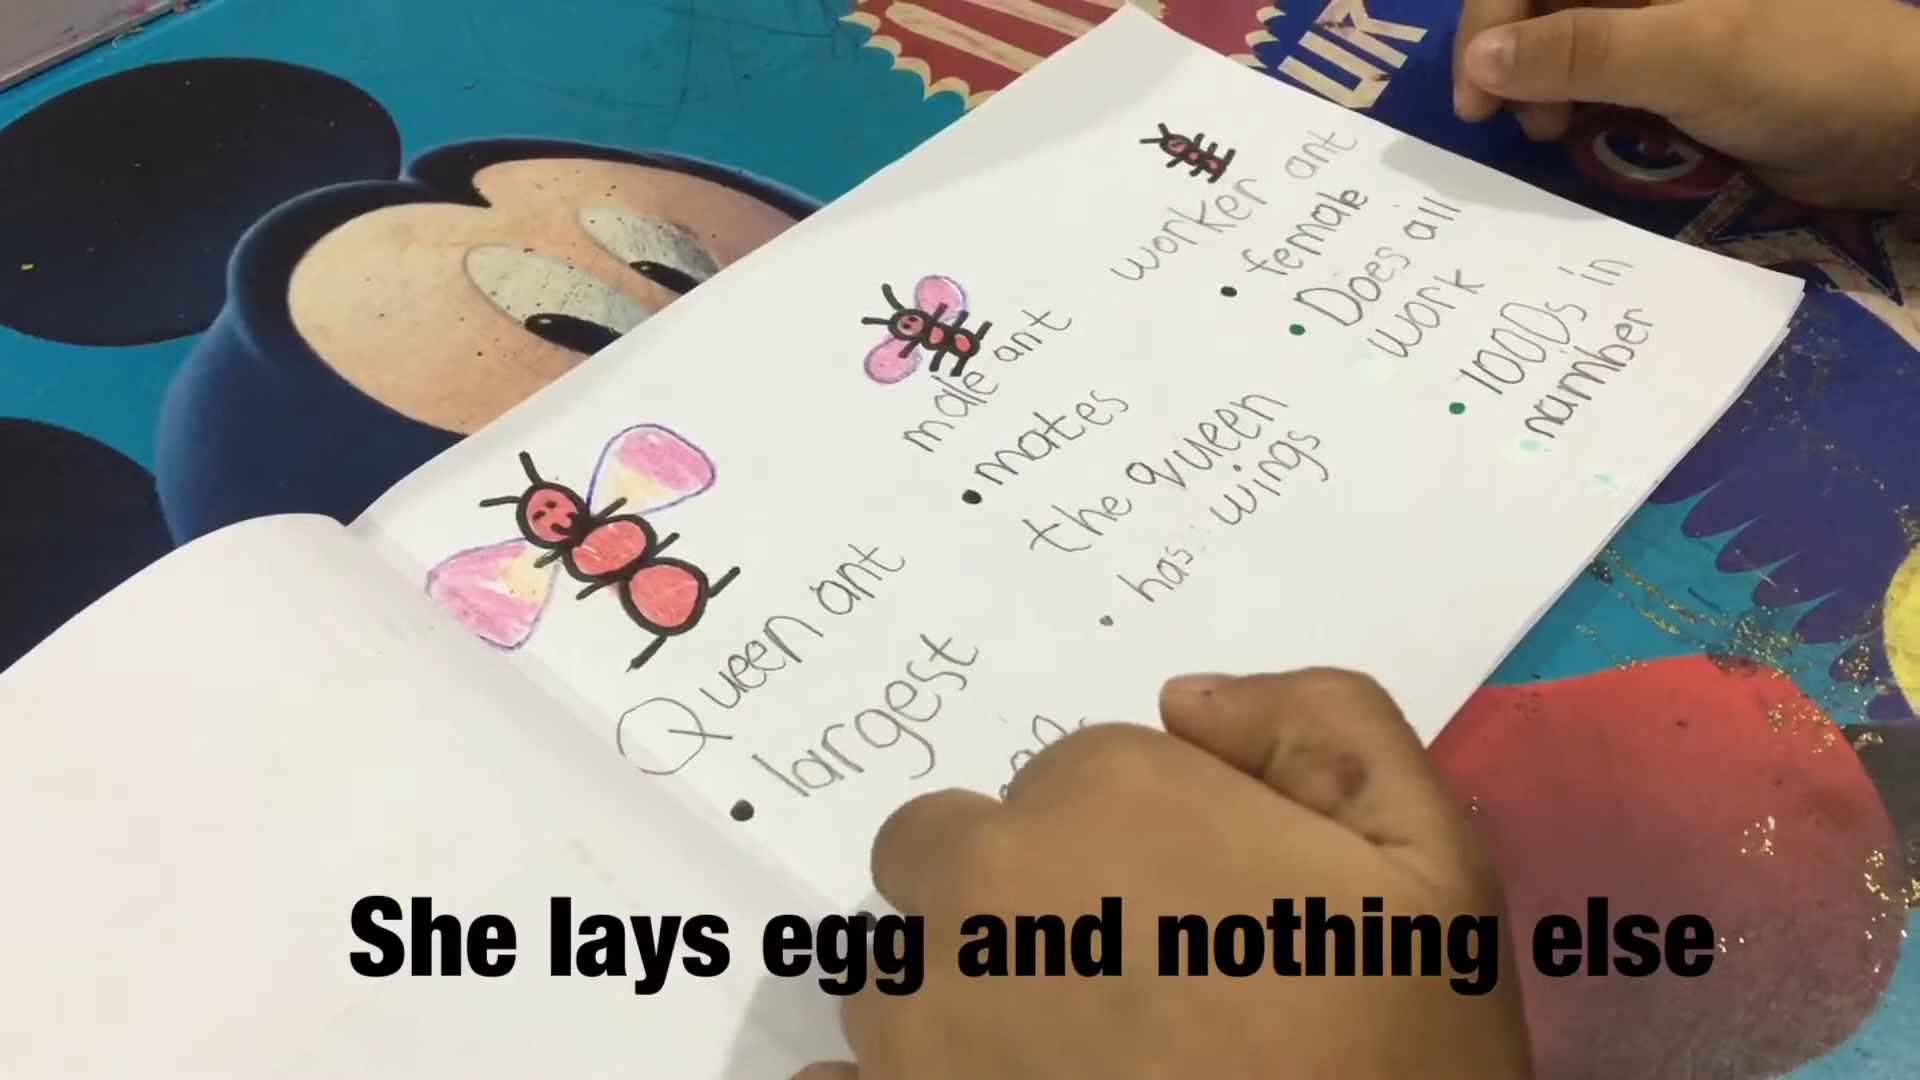 Queen ant
• largest
male ant
• mates
the queen
• has wings
worker ant
• female
• Does all
work
• 1000s in
number
She lays egg and nothing else